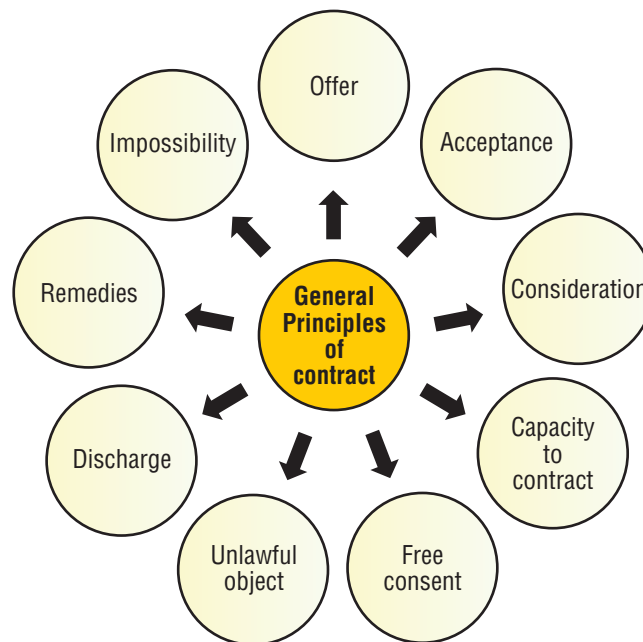 Offer
Acceptance
Consideration
Capacity
to
contract
Free
consent
Unlawful
object
Discharge
Remedies
Impossibility
General
Principles
of
contract